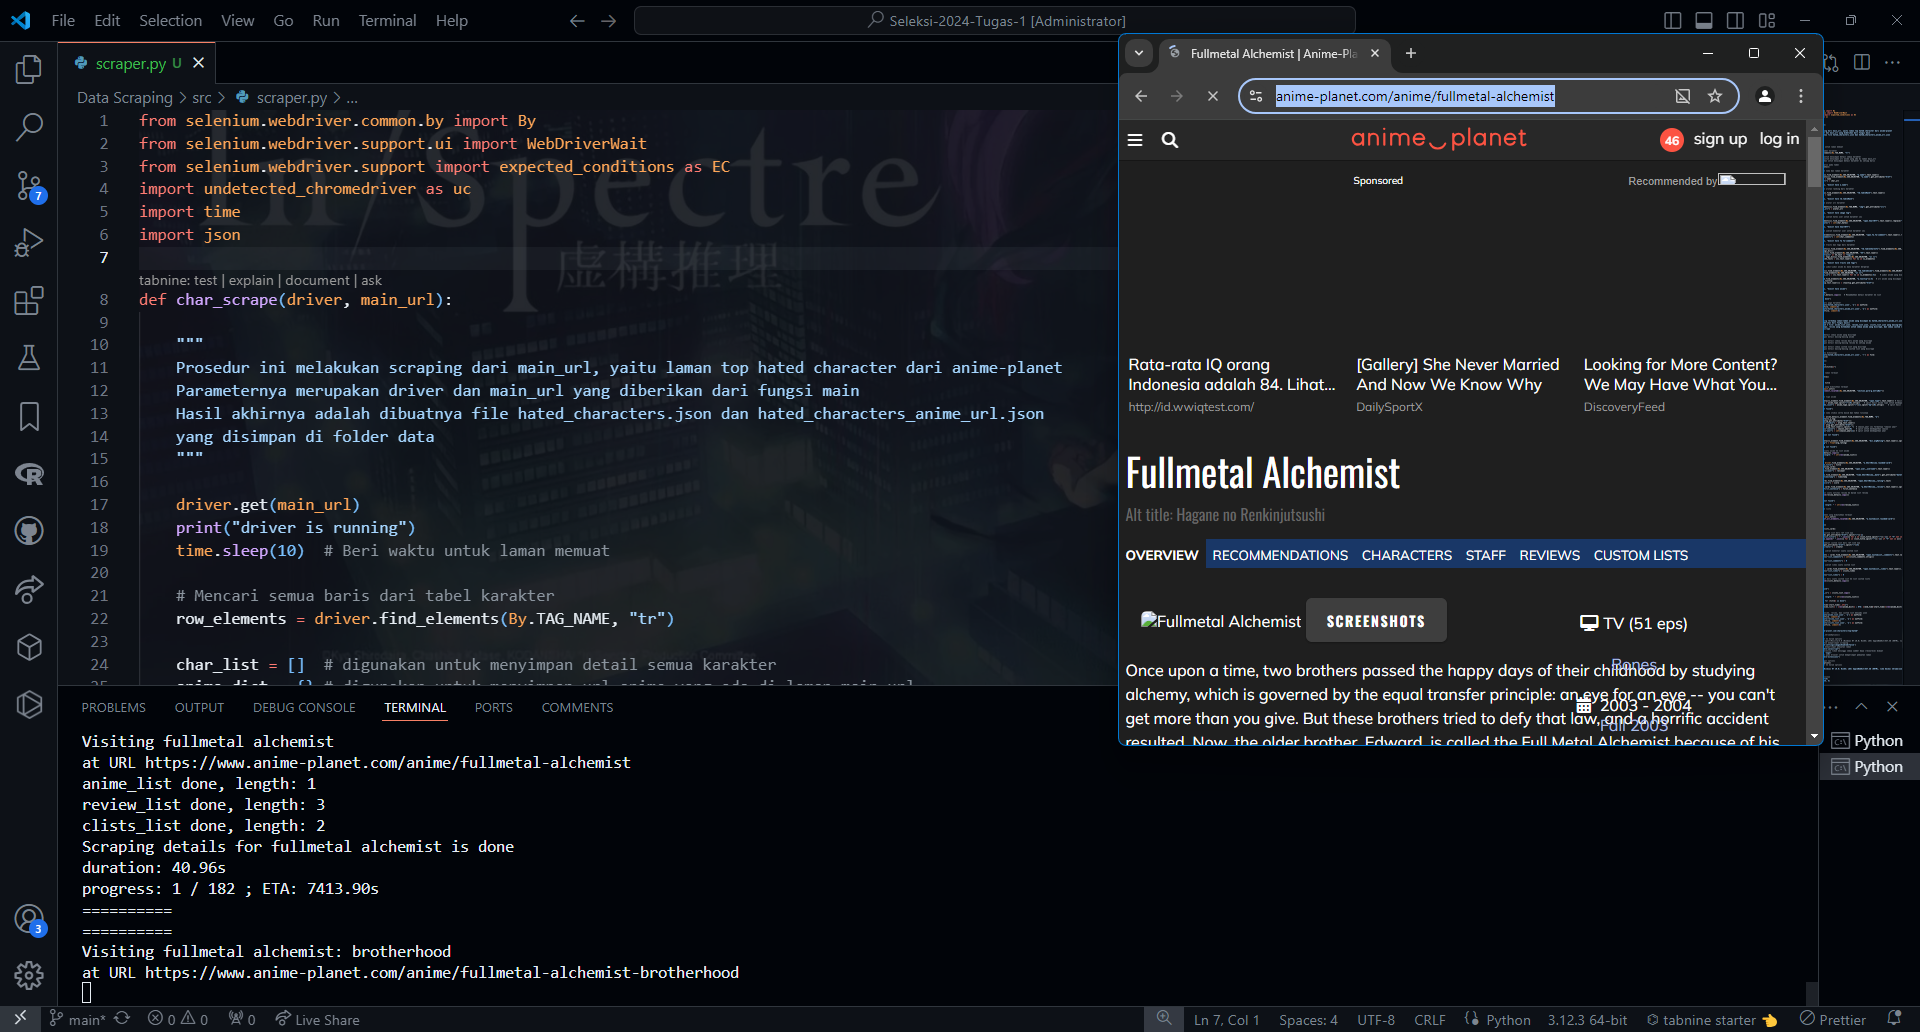 File Edit Selection View Go Run Terminal Help
Seleksi-2024-Tugas-1 [Administrator]
scraper.py U
Data Scraping > src > scraper.py > ...
In/Spectre
虚構推理
1 from selenium.webdriver.common.by import By
2 from selenium.webdriver.support.ui import WebDriverWait
3 from selenium.webdriver.support import expected_conditions as EC
4 import undetected_chromedriver as uc
5 import time
6 import json
7
tabnine: test | explain | document | ask
8 def char_scrape(driver, main_url):
9
10 """
11 Prosedur ini melakukan scraping dari main_url, yaitu laman top hated character dari anime-planet
12 Parameternya merupakan driver dan main_url yang diberikan dari fungsi main
13 Hasil akhirnya adalah dibuatnya file hated_characters.json dan hated_characters_anime_url.json
14 yang disimpan di folder data
15 """
16
17 driver.get(main_url)
18 print("driver is running")
19 time.sleep(10) # Beri waktu untuk laman memuat
20
21 # Mencari semua baris dari tabel karakter
22 row_elements = driver.find_elements(By.TAG_NAME, "tr")
23
24 char_list = [] # digunakan untuk menyimpan detail semua karakter
Fullmetal Alchemist | Anime-Pla
anime-planet.com/anime/fullmetal-alchemist
anime planet
46 sign up log in
Sponsored
Recommended by
Rata-rata IQ orang
Indonesia adalah 84. Lihat...
http://id.wwiqtest.com/
[Gallery] She Never Married
And Now We Know Why
DailySportX
Looking for More Content?
We May Have What You...
DiscoveryFeed
Fullmetal Alchemist
Alt title: Hagane no Renkinjutsushi
OVERVIEW RECOMMENDATIONS CHARACTERS STAFF REVIEWS CUSTOM LISTS
Fullmetal Alchemist SCREENSHOTS TV (51 eps)
Bones
2003 - 2004
Fall 2003
Once upon a time, two brothers passed the happy days of their childhood by studying
alchemy, which is governed by the equal transfer principle: an eye for an eye -- you can't
get more than you give. But these brothers tried to defy that law, and a horrific accident
resulted. Now, the older brother, Edward, is called the Full Metal Alchemist because of his
PROBLEMS OUTPUT DEBUG CONSOLE TERMINAL PORTS COMMENTS
Visiting fullmetal alchemist
at URL https://www.anime-planet.com/anime/fullmetal-alchemist
anime_list done, length: 1
review_list done, length: 3
clists_list done, length: 2
Scraping details for fullmetal alchemist is done
duration: 40.96s
progress: 1 / 182 ; ETA: 7413.90s
==========
==========
Visiting fullmetal alchemist: brotherhood
at URL https://www.anime-planet.com/anime/fullmetal-alchemist-brotherhood
Python
Python
7
3
main* 0 0 0 Live Share
Ln 7, Col 1 Spaces: 4 UTF-8 CRLF Python 3.12.3 64-bit tabnine starter Prettier